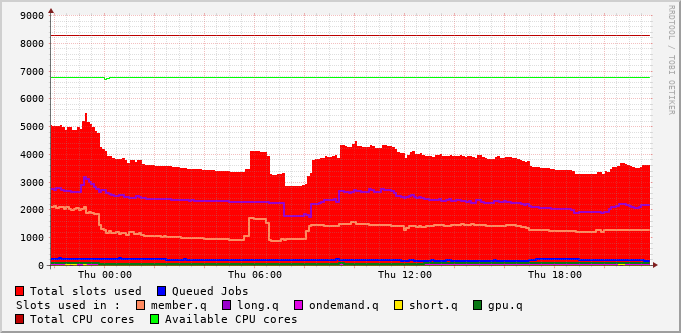 RRDTOOL / TOBI OETIKER
9000
8000
7000
6000
5000
4000
3000
2000
1000
0
Thu 00:00 Thu 06:00 Thu 12:00 Thu 18:00
Total slots used Queued Jobs
Slots used in : member.q long.q ondemand.q short.q gpu.q
Total CPU cores Available CPU cores